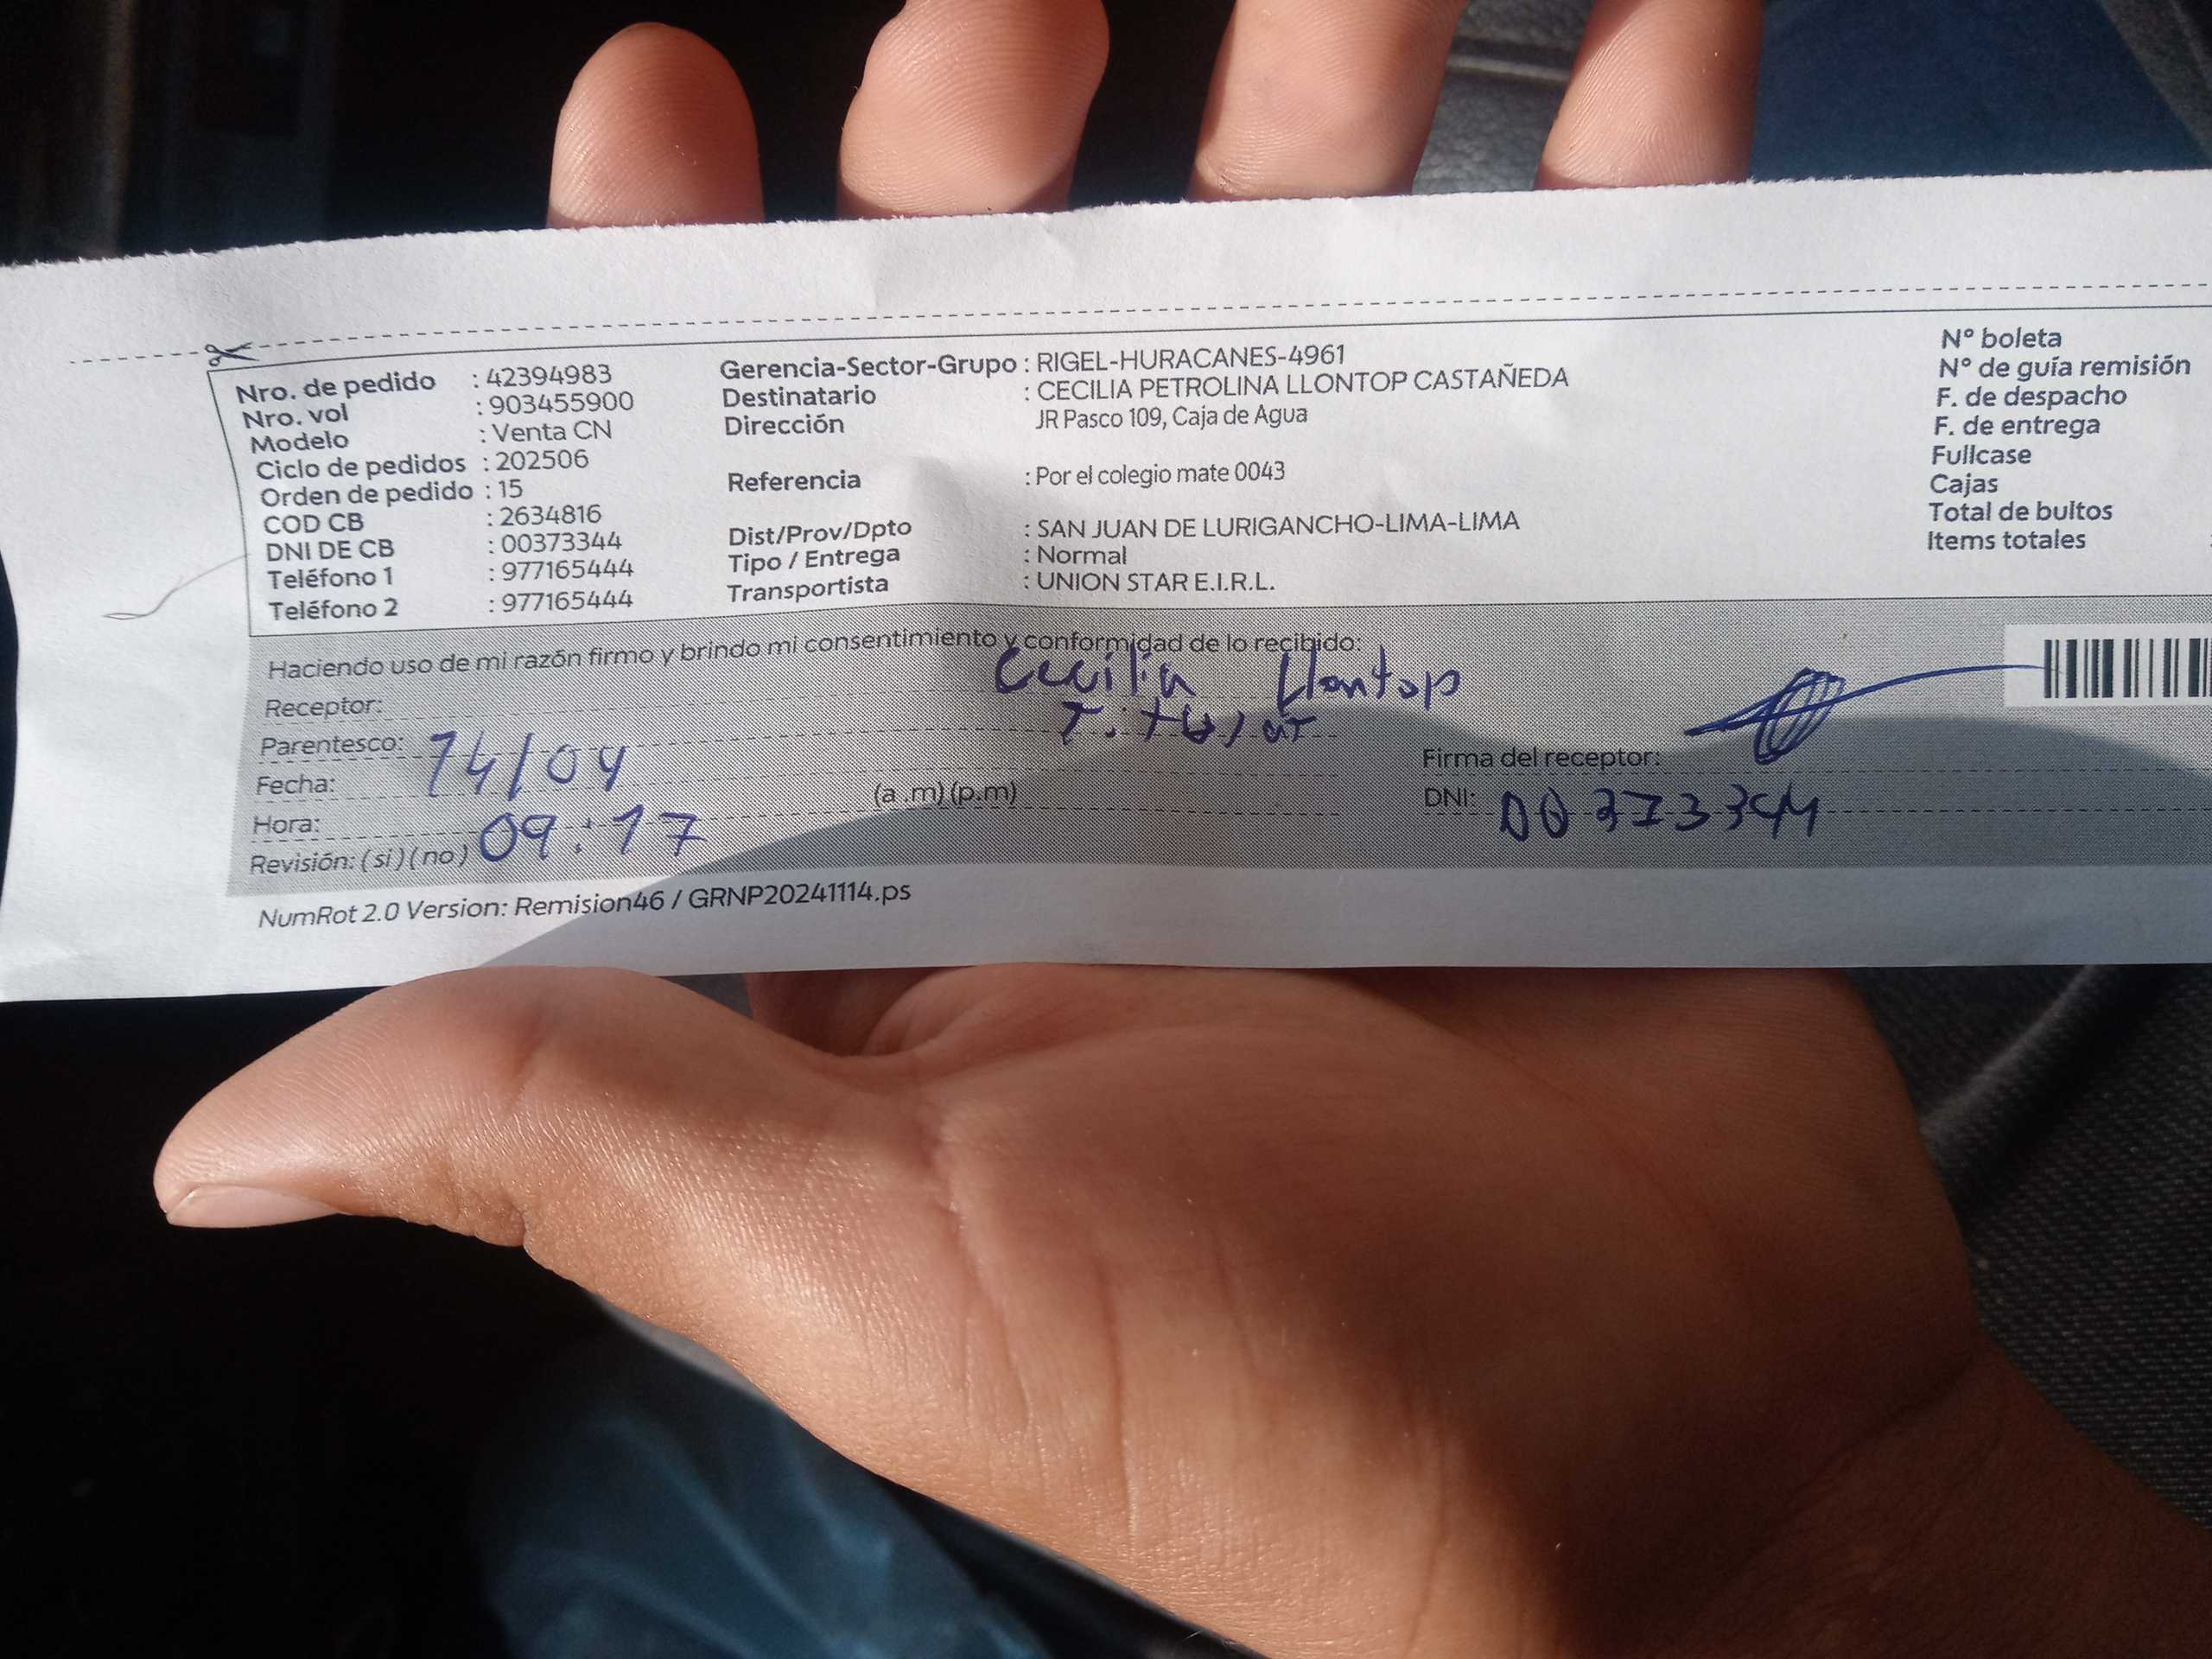 Nro. de pedido : 42394983
Nro. vol : 903455900
Modelo : Venta CN
Ciclo de pedidos : 202506
Orden de pedido : 15
COD CB : 2634816
DNI DE CB : 00373344
Teléfono 1 : 977165444
Teléfono 2 : 977165444
Gerencia-Sector-Grupo : RIGEL-HURACANES-4961
Destinatario : CECILIA PETROLINA LLONTOP CASTAÑEDA
Dirección JR Pasco 109, Caja de Agua
Referencia : Por el colegio mate 0043
Dist/Prov/Dpto : SAN JUAN DE LURIGANCHO-LIMA-LIMA
Tipo / Entrega : Normal
Transportista : UNION STAR E.I.R.L.
N° boleta
N° de guía remisión
F. de despacho
F. de entrega
Fullcase
Cajas
Total de bultos
Items totales
Haciendo uso de mi razón firmo y brindo mi consentimiento y conformidad de lo recibido:
Receptor: Cecilia Llontop
Parentesco: Titular
Fecha: 14/04
Hora: 09:17 (a .m) (p.m)
Revisión: (si) (no)
Firma del receptor:
DNI: 00373344
NumRot 2.0 Version: Remision46 / GRNP20241114.ps